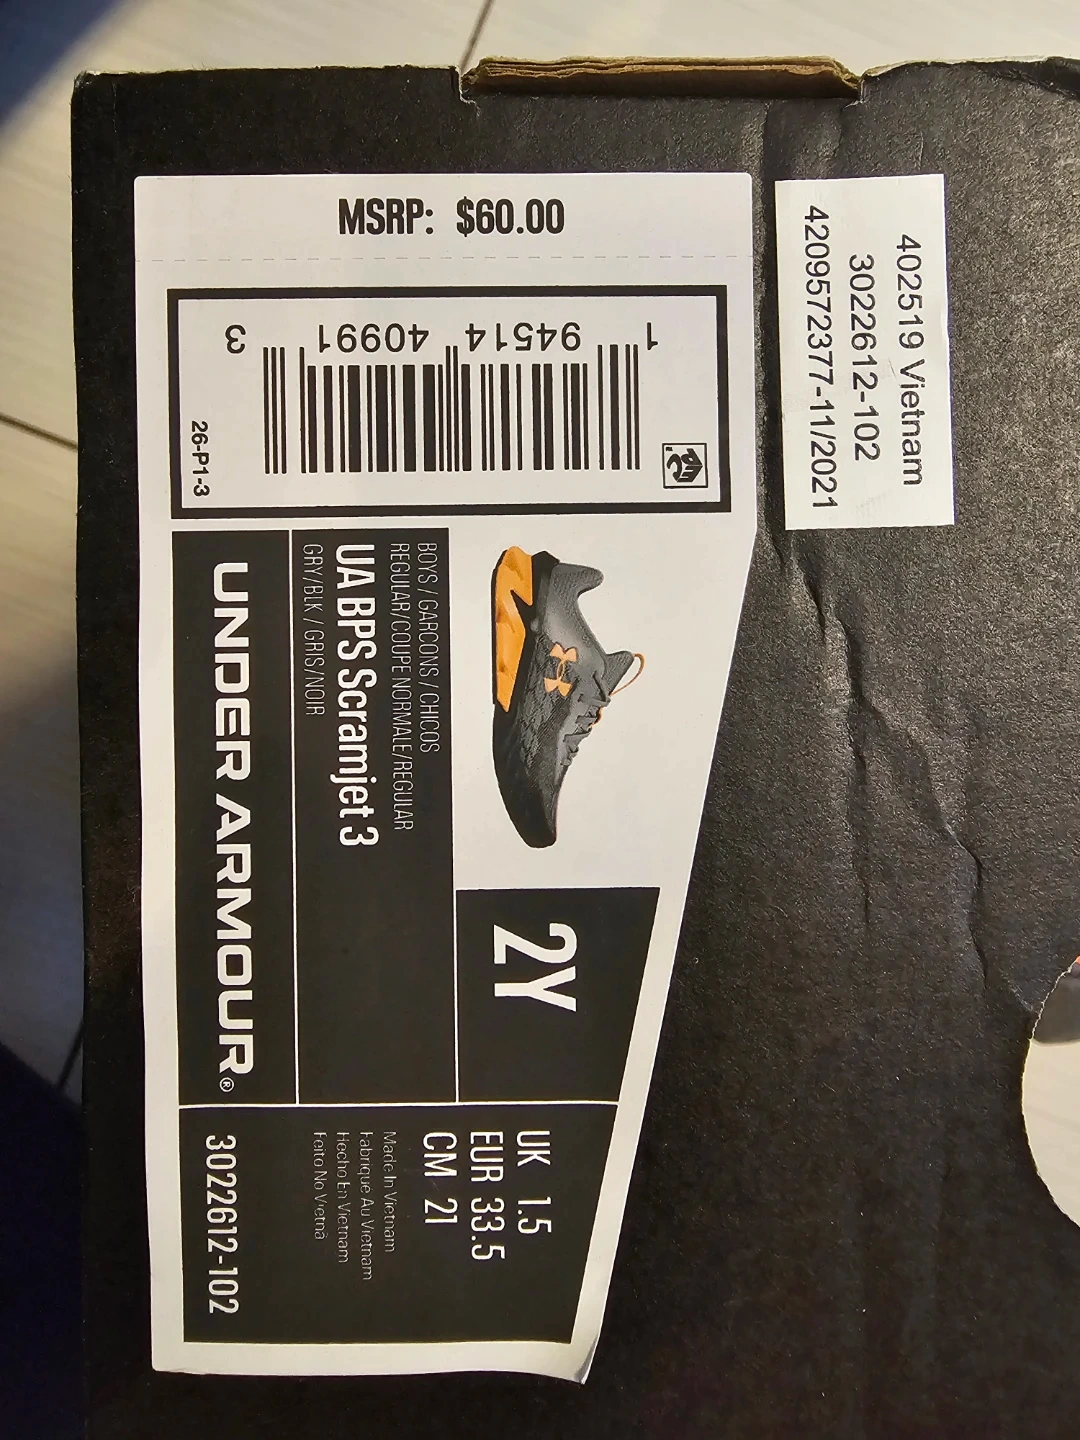 MSRP: $60.00
1 94514 40991 3
26-P1-3
BOYS / GARCONS / CHICOS
REGULAR/COUPE NORMALE/REGULAR
UA BPS Scramjet 3
GRY/BLK / GRIS/NOIR
UNDER ARMOUR®
2Y
UK 1.5
EUR 33.5
CM 21
Made In Vietnam
Fabrique Au Vietnam
Hecho En Vietnam
Feito No Vietnã
3022612-102
402519 Vietnam
3022612-102
4209572377-11/2021